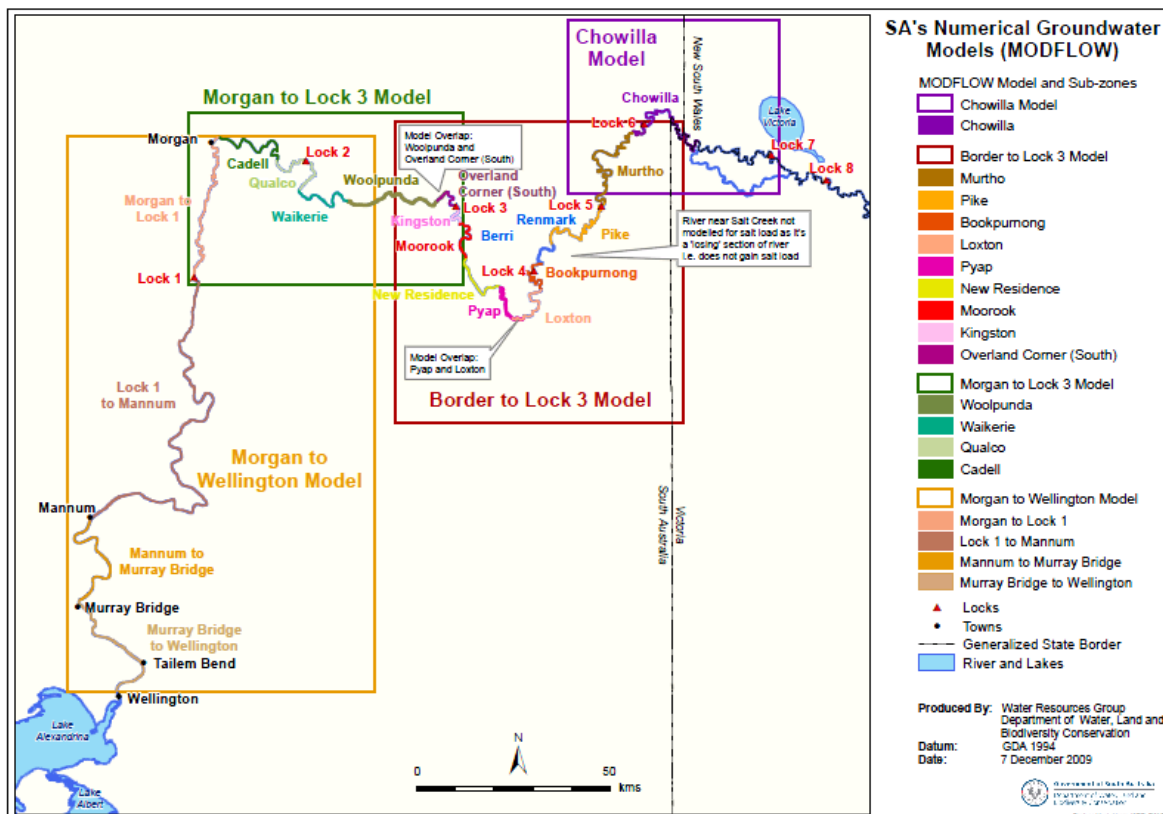 SA's Numerical Groundwater
Models (MODFLOW)
MODFLOW Model and Sub-zones
Chowilla Model
Chowilla
Border to Lock 3 Model
Murtho
Pike
Bookpurnong
Loxton
Pyap
New Residence
Moorook
Kingston
Overland Corner (South)
Morgan to Lock 3 Model
Woolpunda
Waikerie
Qualco
Cadell
Morgan to Wellington Model
Morgan to Lock 1
Lock 1 to Mannum
Mannum to Murray Bridge
Murray Bridge to Wellington
Locks
Towns
Generalized State Border
River and Lakes
Produced By: Water Resources Group
Department of Water, Land and
Biodiversity Conservation
Datum: GDA 1994
Date: 7 December 2009
Government of South Australia
Chowilla
Model
New South Wales
Chowilla
Lake
Victoria
Lock 6
Lock 7
Lock 8
Morgan to Lock 3 Model
Morgan
Model Overlap:
Woolpunda and
Overland Corner (South)
Cadell
Lock 2
Qualco
Woolpunda
Overland
Corner (South)
Murtho
Morgan to
Lock 1
Waikerie
Lock 3
Kingston
Renmark
Lock 5
Berri
Pike
Moorook
River near Salt Creek not
modelled for salt load as it's
a 'losing' section of river
i.e. does not gain salt load
Lock 1
Lock 4
Bookpurnong
New Residence
Pyap
Loxton
Model Overlap:
Pyap and Loxton
Lock 1
to Mannum
Border to Lock 3 Model
Morgan to
Wellington Model
Mannum
South Australia
Victoria
Mannum to
Murray Bridge
Murray Bridge
Murray Bridge
to Wellington
Tailem Bend
Wellington
Lake
Alexandrina
Lake
Albert
N
0 50
kms